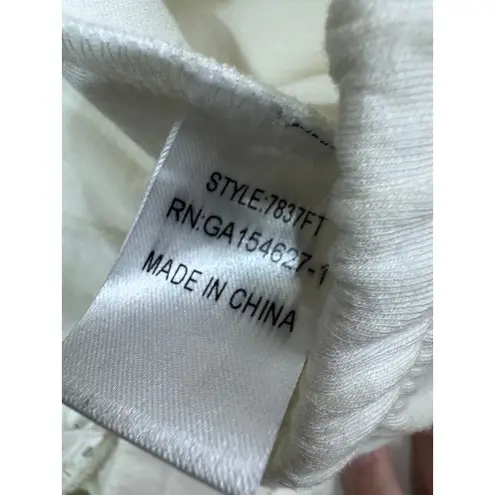 STYLE:7837FT
RN:GA154627-1
MADE IN CHINA